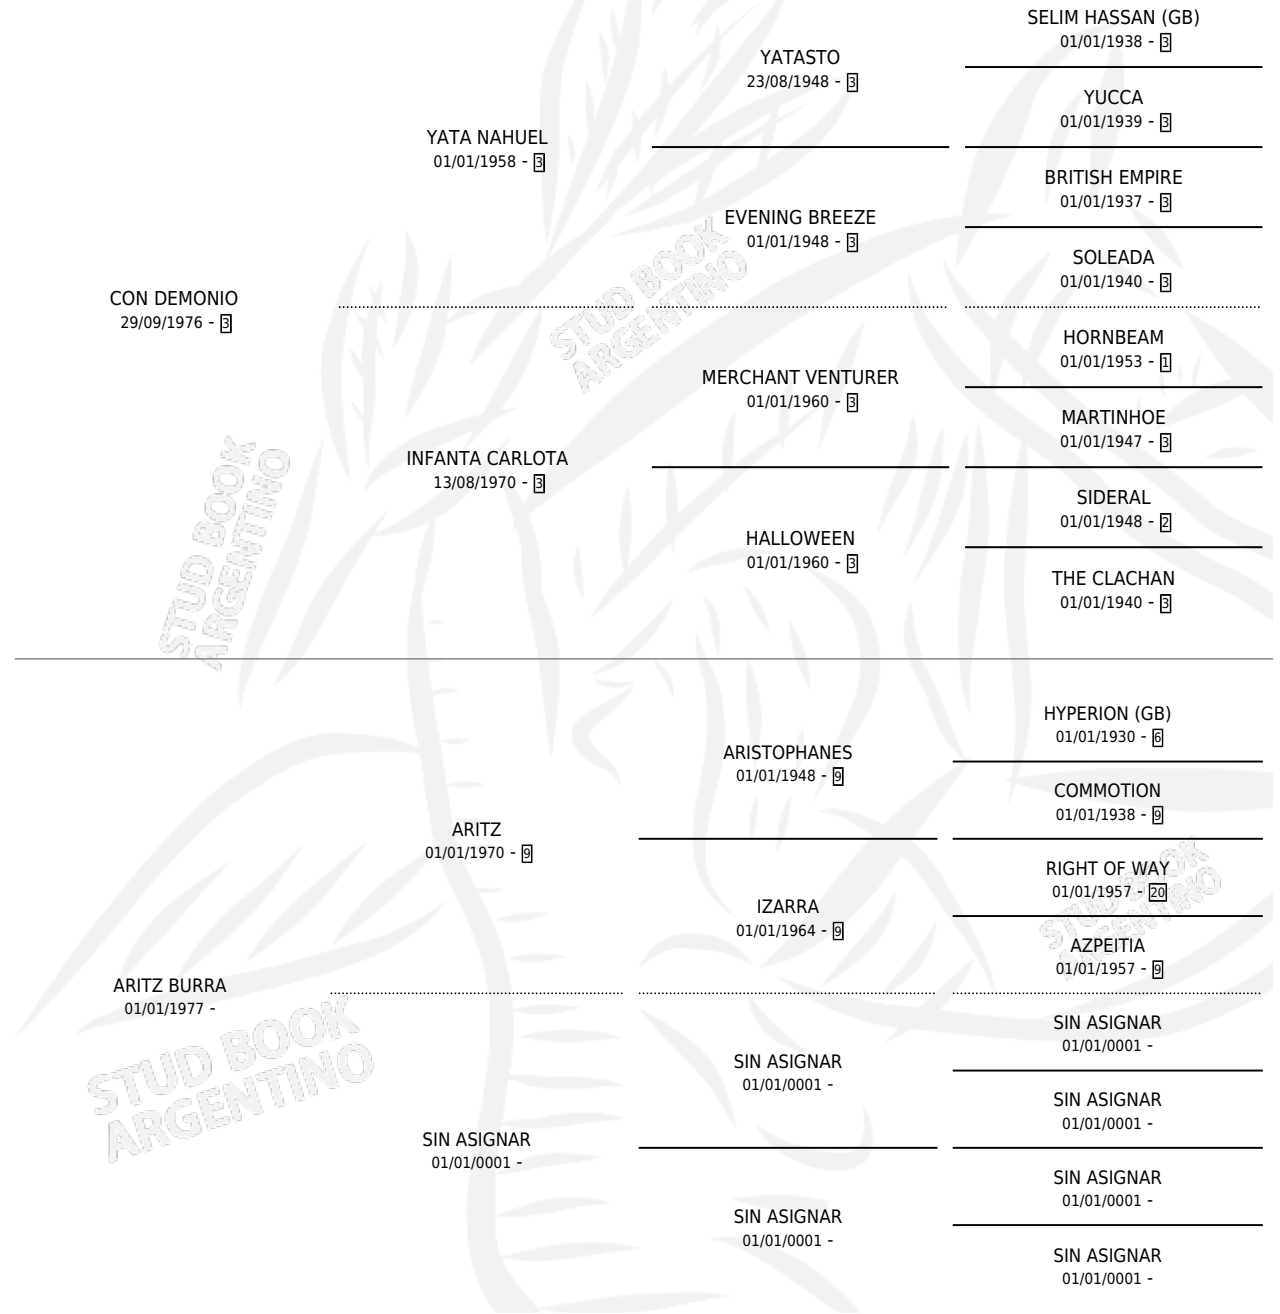 SELIM HASSAN (GB)
01/01/1938 - 3
YATASTO
23/08/1948 - 3
YUCCA
01/01/1939 - 3
YATA NAHUEL
01/01/1958 - 3
BRITISH EMPIRE
01/01/1937 - 3
EVENING BREEZE
01/01/1948 - 3
SOLEADA
01/01/1940 - 3
CON DEMONIO
29/09/1976 - 3
HORNBEAM
01/01/1953 - 1
MERCHANT VENTURER
01/01/1960 - 3
MARTINHOE
01/01/1947 - 3
INFANTA CARLOTA
13/08/1970 - 3
SIDERAL
01/01/1948 - 2
HALLOWEEN
01/01/1960 - 3
THE CLACHAN
01/01/1940 - 3
HYPERION (GB)
01/01/1930 - 6
ARISTOPHANES
01/01/1948 - 9
COMMOTION
01/01/1938 - 9
ARITZ
01/01/1970 - 9
RIGHT OF WAY
01/01/1957 - 20
IZARRA
01/01/1964 - 9
AZPEITIA
01/01/1957 - 9
ARITZ BURRA
01/01/1977 -
SIN ASIGNAR
01/01/0001 -
SIN ASIGNAR
01/01/0001 -
SIN ASIGNAR
01/01/0001 -
SIN ASIGNAR
01/01/0001 -
SIN ASIGNAR
01/01/0001 -
SIN ASIGNAR
01/01/0001 -
SIN ASIGNAR
01/01/0001 -
STUD BOOK
ARGENTINO
STUD BOOK
ARGENTINO
STUD BOOK
ARGENTINO
STUD BOOK
ARGENTINO